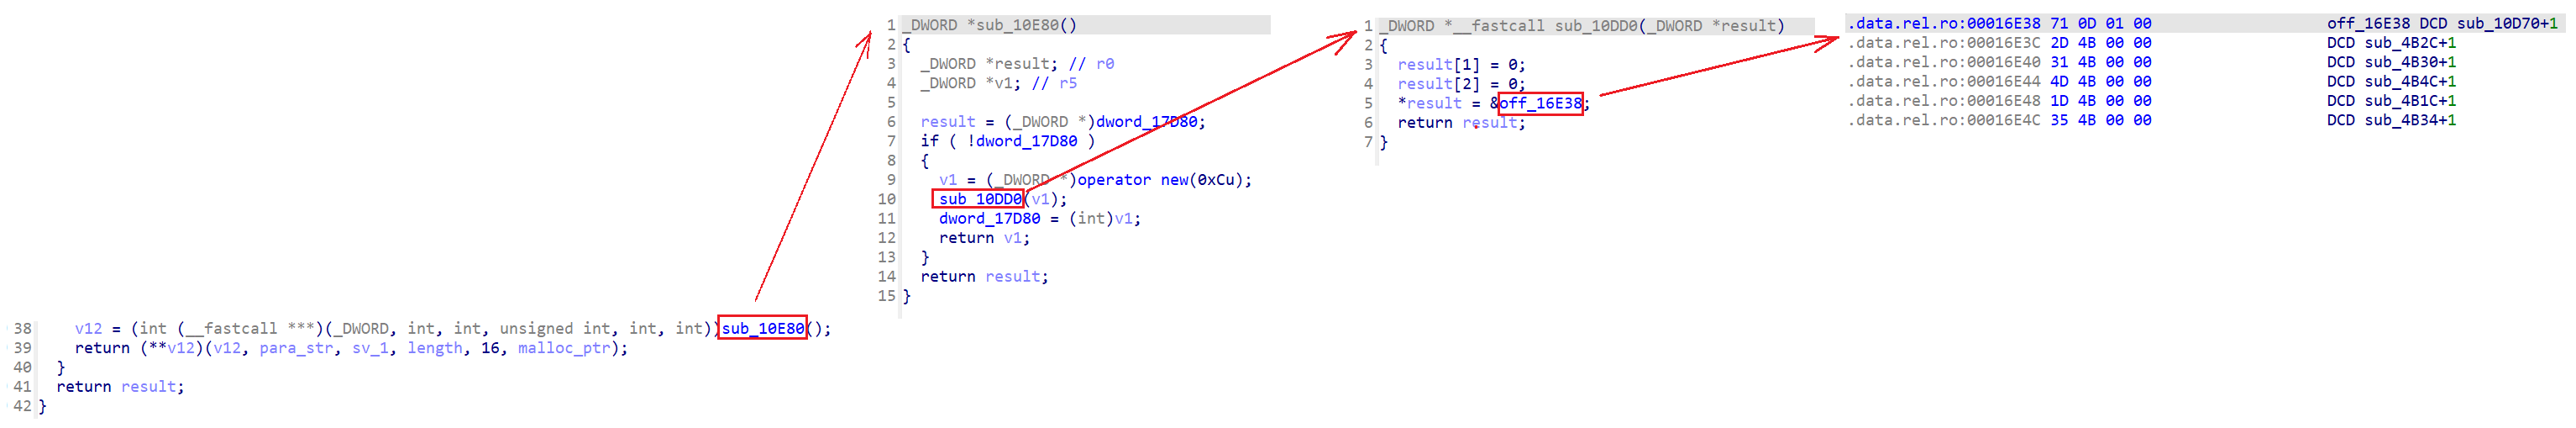 1 _DWORD *sub_10E80()
2 {
3 _DWORD *result; // r0
4 _DWORD *v1; // r5
5
6 result = (_DWORD *)dword_17D80;
7 if ( !dword_17D80 )
8 {
9 v1 = (_DWORD *)operator new(0xCu);
10 sub_10DD0(v1);
11 dword_17D80 = (int)v1;
12 return v1;
13 }
14 return result;
15 }
1 _DWORD *__fastcall sub_10DD0(_DWORD *result)
2 {
3 result[1] = 0;
4 result[2] = 0;
5 *result = &off_16E38;
6 return result;
7 }
.data.rel.ro:00016E38 71 0D 01 00 off_16E38 DCD sub_10D70+1
.data.rel.ro:00016E3C 2D 4B 00 00 DCD sub_4B2C+1
.data.rel.ro:00016E40 31 4B 00 00 DCD sub_4B30+1
.data.rel.ro:00016E44 4D 4B 00 00 DCD sub_4B4C+1
.data.rel.ro:00016E48 1D 4B 00 00 DCD sub_4B1C+1
.data.rel.ro:00016E4C 35 4B 00 00 DCD sub_4B34+1
38 v12 = (int (__fastcall ***)(_DWORD, int, int, unsigned int, int, int))sub_10E80();
39 return (**v12)(v12, para_str, sv_1, length, 16, malloc_ptr);
40 }
41 return result;
42 }